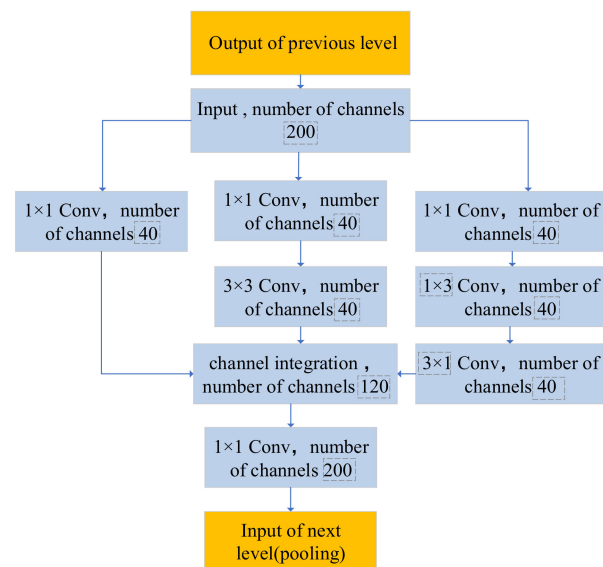 Output of previous level
Input , number of channels
200
1×1 Conv，number
of channels 40
1×1 Conv，number
of channels 40
1×1 Conv，number of
channels 40
3×3 Conv，number
of channels 40
1×3 Conv，number of
channels 40
channel integration ，
number of channels 120
3×1 Conv，number of
channels 40
1×1 Conv，number
of channels 200
Input of next
level(pooling)